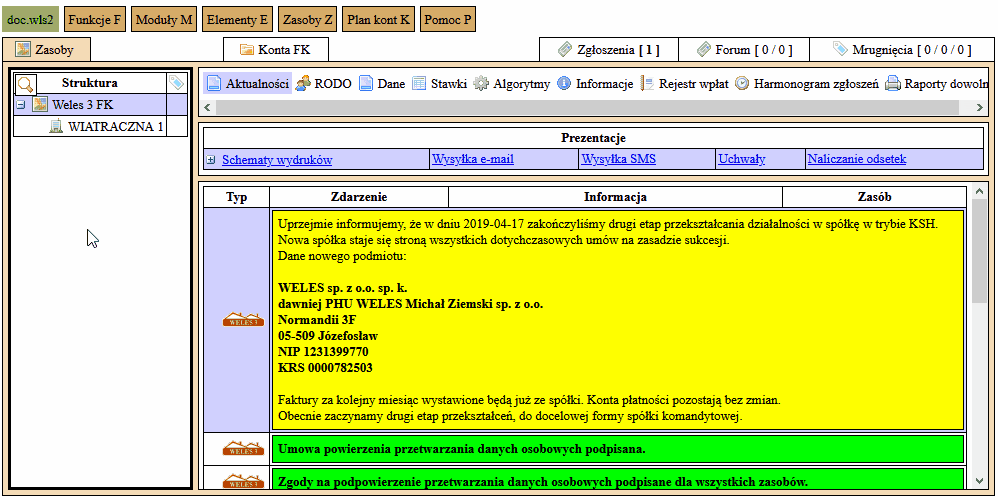 doc.wls2 Funkcje F Moduły M Elementy E Zasoby Z Plan kont K Pomoc P
Zasoby Konta FK Zgłoszenia [ 1 ] Forum [ 0 / 0 ] Mrugnięcia [ 0 / 0 / 0 ]
Struktura
Weles 3 FK
WIATRACZNA 1
Aktualności RODO Dane Stawki Algorytmy Informacje Rejestr wpłat Harmonogram zgłoszeń Raporty dowoln
Prezentacje
Schematy wydruków Wysyłka e-mail Wysyłka SMS Uchwały Naliczanie odsetek
Typ Zdarzenie Informacja Zasób
Uprzejmie informujemy, że w dniu 2019-04-17 zakończyliśmy drugi etap przekształcania działalności w spółkę w trybie KSH.
Nowa spółka staje się stroną wszystkich dotychczasowych umów na zasadzie sukcesji.
Dane nowego podmiotu:
WELES sp. z o.o. sp. k.
dawniej PHU WELES Michał Ziemski sp. z o.o.
Normandii 3F
05-509 Józefosław
NIP 1231399770
KRS 0000782503
WELES 3
Faktury za kolejny miesiąc wystawione będą już ze spółki. Konta płatności pozostają bez zmian.
Obecnie zaczynamy drugi etap przekształceń, do docelowej formy spółki komandytowej.
WELES 3 Umowa powierzenia przetwarzania danych osobowych podpisana.
WELES 3 Zgody na podpowierzenie przetwarzania danych osobowych podpisane dla wszystkich zasobów.